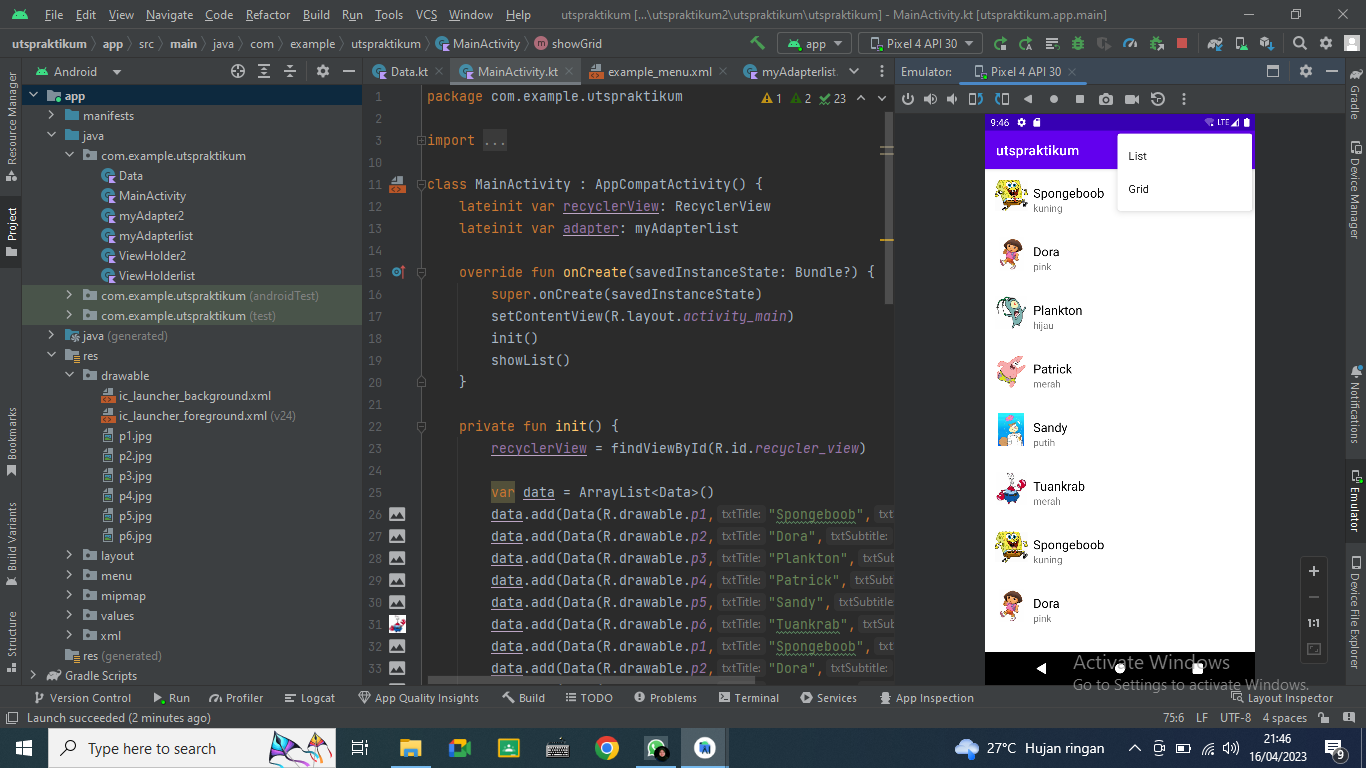 File Edit View Navigate Code Refactor Build Run Tools VCS Window Help utspraktikum [...\utspraktikum2\utspraktikum\utspraktikum] - MainActivity.kt [utspraktikum.app.main]
utspraktikum app src main java com example utspraktikum MainActivity showGrid app Pixel 4 API 30
Android Data.kt MainActivity.kt example_menu.xml myAdapterlist. Emulator: Pixel 4 API 30
Resource Manager
Project
Bookmarks
Build Variants
Structure
app
manifests
java
com.example.utspraktikum
Data
MainActivity
myAdapter2
myAdapterlist
ViewHolder2
ViewHolderlist
com.example.utspraktikum (androidTest)
com.example.utspraktikum (test)
java (generated)
res
drawable
ic_launcher_background.xml
ic_launcher_foreground.xml (v24)
p1.jpg
p2.jpg
p3.jpg
p4.jpg
p5.jpg
p6.jpg
layout
menu
mipmap
values
xml
res (generated)
Gradle Scripts
1 package com.example.utspraktikum 1 2 23
2
3 import ...
10
11 class MainActivity : AppCompatActivity() {
12 lateinit var recyclerView: RecyclerView
13 lateinit var adapter: myAdapterlist
14
15 override fun onCreate(savedInstanceState: Bundle?) {
16 super.onCreate(savedInstanceState)
17 setContentView(R.layout.activity_main)
18 init()
19 showList()
20 }
21
22 private fun init() {
23 recyclerView = findViewById(R.id.recycler_view)
24
25 var data = ArrayList<Data>()
26 data.add(Data(R.drawable.p1, txtTitle: "Spongeboob", txt
27 data.add(Data(R.drawable.p2, txtTitle: "Dora", txtSubtitle:
28 data.add(Data(R.drawable.p3, txtTitle: "Plankton", txtSub
29 data.add(Data(R.drawable.p4, txtTitle: "Patrick", txtSubt
30 data.add(Data(R.drawable.p5, txtTitle: "Sandy", txtSubtitle
31 data.add(Data(R.drawable.p6, txtTitle: "Tuankrab", txtSub
32 data.add(Data(R.drawable.p1, txtTitle: "Spongeboob", txt
33 data.add(Data(R.drawable.p2, txtTitle: "Dora", txtSubtitle:
9:46 LTE
utspraktikum
List
Grid
Spongeboob
kuning
Dora
pink
Plankton
hijau
Patrick
merah
Sandy
putih
Tuankrab
merah
Spongeboob
kuning
Dora
pink
1:1
Gradle
Device Manager
Notifications
Emulator
Device File Explorer
Activate Windows
Go to Settings to activate Windows.
Version Control Run Profiler Logcat App Quality Insights Build TODO Problems Terminal Services App Inspection Layout Inspector
Launch succeeded (2 minutes ago) 75:6 LF UTF-8 4 spaces
Type here to search 27°C Hujan ringan 21:46
16/04/2023 9